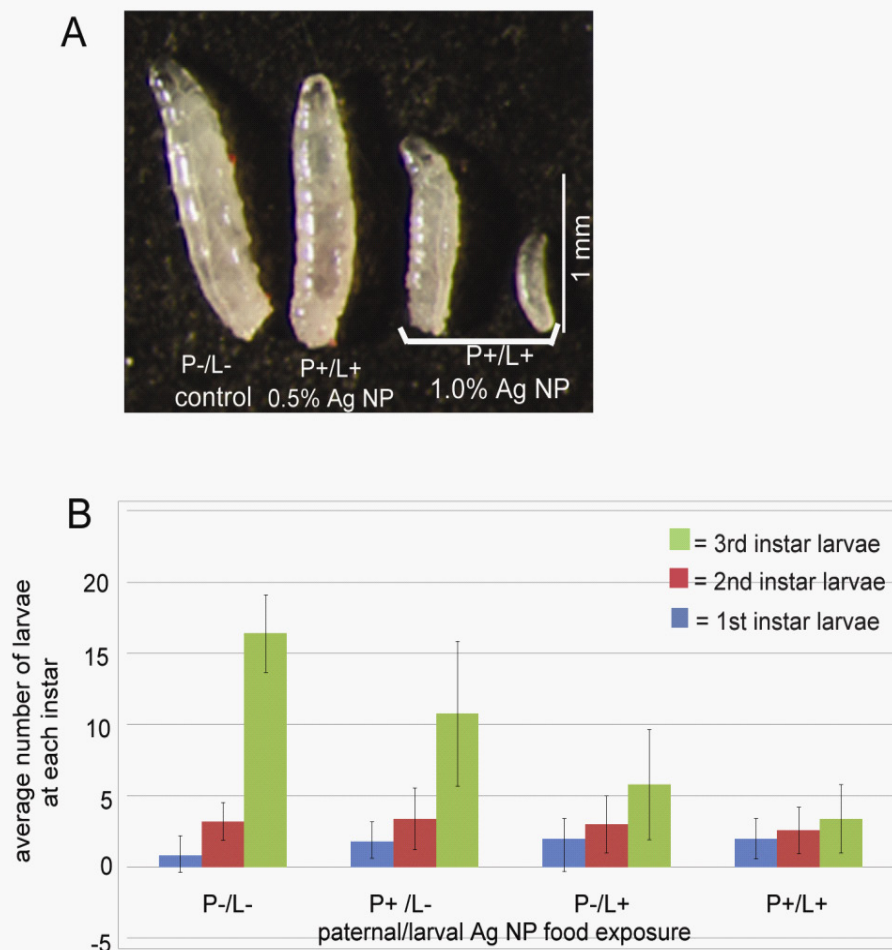 A
1 mm
P-/L-
control
P+/L+
0.5% Ag NP
P+/L+
1.0% Ag NP
B
= 3rd instar larvae
= 2nd instar larvae
= 1st instar larvae
average number of larvae
at each instar
20
15
10
5
0
-5
P-/L-
P+ /L-
P-/L+
P+/L+
paternal/larval Ag NP food exposure